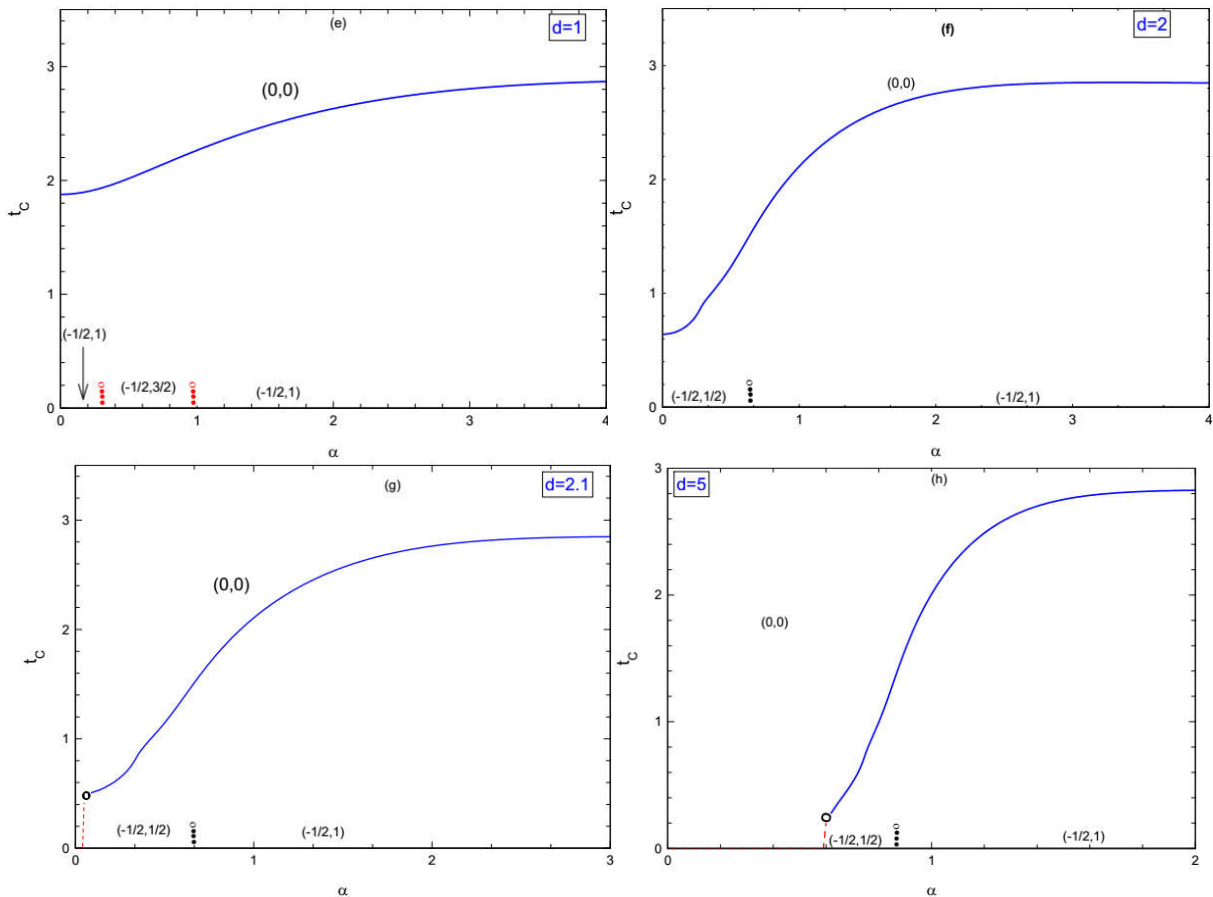 (e)
d=1
3
(0,0)
2
t_C
1
(-1/2,1)
(-1/2,3/2)
(-1/2,1)
0
0 1 2 3 4
α
(f)
d=2
3
(0,0)
2
t_C
1
(-1/2,1/2)
(-1/2,1)
0
0 1 2 3 4
α
(g)
d=2.1
3
(0,0)
2
t_C
1
(-1/2,1/2)
(-1/2,1)
0
0 1 2 3
α
d=5
(h)
3
2
(0,0)
t_C
1
(-1/2,1/2)
(-1/2,1)
0
0 1 2
α